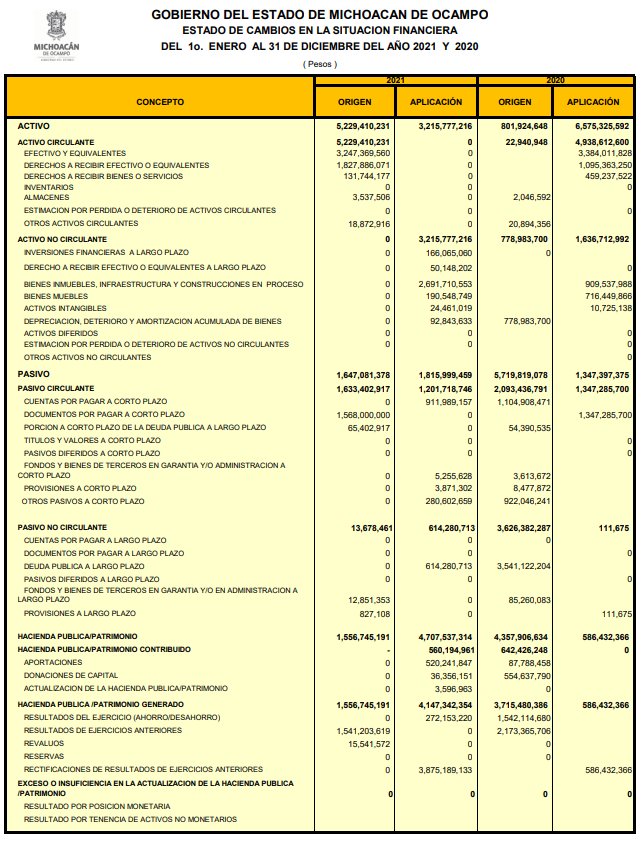 GOBIERNO DEL ESTADO DE MICHOACAN DE OCAMPO
ESTADO DE CAMBIOS EN LA SITUACION FINANCIERA
DEL 1o. ENERO AL 31 DE DICIEMBRE DEL AÑO 2021 Y 2020
( Pesos )
MICHOACÁN
DE OCAMPO
2021 2020
CONCEPTO ORIGEN APLICACIÓN ORIGEN APLICACIÓN
ACTIVO 5,229,410,231 3,215,777,216 801,924,648 6,575,325,592
ACTIVO CIRCULANTE 5,229,410,231 0 22,940,948 4,938,612,600
EFECTIVO Y EQUIVALENTES 3,247,369,560 0 3,384,011,828
DERECHOS A RECIBIR EFECTIVO O EQUIVALENTES 1,827,886,071 0 1,095,363,250
DERECHOS A RECIBIR BIENES O SERVICIOS 131,744,177 0 459,237,522
INVENTARIOS 0 0 0
ALMACENES 3,537,506 0 2,046,592
ESTIMACION POR PERDIDA O DETERIORO DE ACTIVOS CIRCULANTES 0 0 0
OTROS ACTIVOS CIRCULANTES 18,872,916 0 20,894,356
ACTIVO NO CIRCULANTE 0 3,215,777,216 778,983,700 1,636,712,992
INVERSIONES FINANCIERAS A LARGO PLAZO 0 166,065,060 0
DERECHO A RECIBIR EFECTIVO O EQUIVALENTES A LARGO PLAZO 0 50,148,202 0
BIENES INMUEBLES, INFRAESTRUCTURA Y CONSTRUCCIONES EN PROCESO 0 2,691,710,553 909,537,988
BIENES MUEBLES 0 190,548,749 716,449,866
ACTIVOS INTANGIBLES 0 24,461,019 10,725,138
DEPRECIACION, DETERIORO Y AMORTIZACION ACUMULADA DE BIENES 0 92,843,633 778,983,700
ACTIVOS DIFERIDOS 0 0 0
ESTIMACION POR PERDIDA O DETERIORO DE ACTIVOS NO CIRCULANTES 0 0 0
OTROS ACTIVOS NO CIRCULANTES 0
PASIVO 1,647,081,378 1,815,999,459 5,719,819,078 1,347,397,375
PASIVO CIRCULANTE 1,633,402,917 1,201,718,746 2,093,436,791 1,347,285,700
CUENTAS POR PAGAR A CORTO PLAZO 0 911,989,157 1,104,908,471
DOCUMENTOS POR PAGAR A CORTO PLAZO 1,568,000,000 0 1,347,285,700
PORCION A CORTO PLAZO DE LA DEUDA PUBLICA A LARGO PLAZO 65,402,917 0 54,390,535
TITULOS Y VALORES A CORTO PLAZO 0 0 0
PASIVOS DIFERIDOS A CORTO PLAZO 0 0 0
FONDOS Y BIENES DE TERCEROS EN GARANTIA Y/O ADMINISTRACION A
CORTO PLAZO 0 5,255,628 3,613,672
PROVISIONES A CORTO PLAZO 0 3,871,302 8,477,872
OTROS PASIVOS A CORTO PLAZO 0 280,602,659 922,046,241
PASIVO NO CIRCULANTE 13,678,461 614,280,713 3,626,382,287 111,675
CUENTAS POR PAGAR A LARGO PLAZO 0 0 0
DOCUMENTOS POR PAGAR A LARGO PLAZO 0 0 0
DEUDA PUBLICA A LARGO PLAZO 0 614,280,713 3,541,122,204
PASIVOS DIFERIDOS A LARGO PLAZO 0 0 0
FONDOS Y BIENES DE TERCEROS EN GARANTIA Y/O EN ADMINISTRACION A
LARGO PLAZO 12,851,353 0 85,260,083
PROVISIONES A LARGO PLAZO 827,108 0 111,675
HACIENDA PUBLICA/PATRIMONIO 1,556,745,191 4,707,537,314 4,357,906,634 586,432,366
HACIENDA PUBLICA/PATRIMONIO CONTRIBUIDO - 560,194,961 642,426,248 0
APORTACIONES 0 520,241,847 87,788,458
DONACIONES DE CAPITAL 0 36,356,151 554,637,790
ACTUALIZACION DE LA HACIENDA PUBLICA/PATRIMONIO 0 3,596,963 0
HACIENDA PUBLICA /PATRIMONIO GENERADO 1,556,745,191 4,147,342,354 3,715,480,386 586,432,366
RESULTADOS DEL EJERCICIO (AHORRO/DESAHORRO) 0 272,153,220 1,542,114,680
RESULTADOS DE EJERCICIOS ANTERIORES 1,541,203,619 0 2,173,365,706
REVALUOS 15,541,572 0 0
RESERVAS 0 0 0
RECTIFICACIONES DE RESULTADOS DE EJERCICIOS ANTERIORES 0 3,875,189,133 586,432,366
EXCESO O INSUFICIENCIA EN LA ACTUALIZACION DE LA HACIENDA PUBLICA
/PATRIMONIO 0 0 0 0
RESULTADO POR POSICION MONETARIA
RESULTADO POR TENENCIA DE ACTIVOS NO MONETARIOS